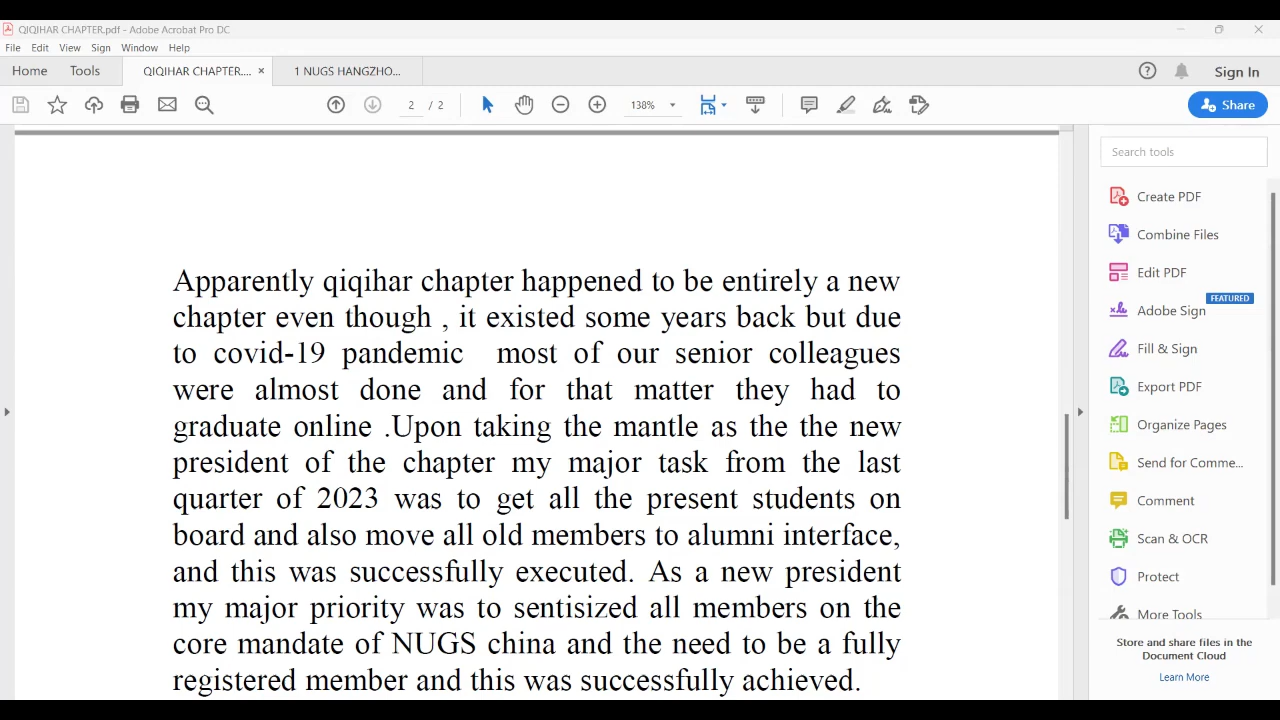 QIQIHAR CHAPTER.pdf - Adobe Acrobat Pro DC
File Edit View Sign Window Help
Home Tools QIQIHAR CHAPTER.... × 1 NUGS HANGZHO... Sign In
2 / 2 138% Share
Search tools
Create PDF
Combine Files
Edit PDF
FEATURED
Adobe Sign
Fill & Sign
Export PDF
Organize Pages
Send for Comme...
Comment
Scan & OCR
Protect
More Tools
Store and share files in the
Document Cloud
Learn More
Apparently qiqihar chapter happened to be entirely a new
chapter even though , it existed some years back but due
to covid-19 pandemic most of our senior colleagues
were almost done and for that matter they had to
graduate online .Upon taking the mantle as the the new
president of the chapter my major task from the last
quarter of 2023 was to get all the present students on
board and also move all old members to alumni interface,
and this was successfully executed. As a new president
my major priority was to sentisized all members on the
core mandate of NUGS china and the need to be a fully
registered member and this was successfully achieved.